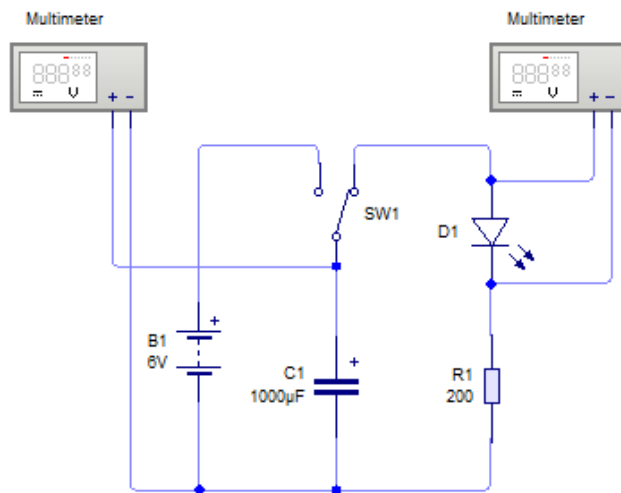 Multimeter
Multimeter
888 88
V
+ −
888 88
V
+ −
SW1
D1
B1
6V
+
C1
1000µF
+
R1
200